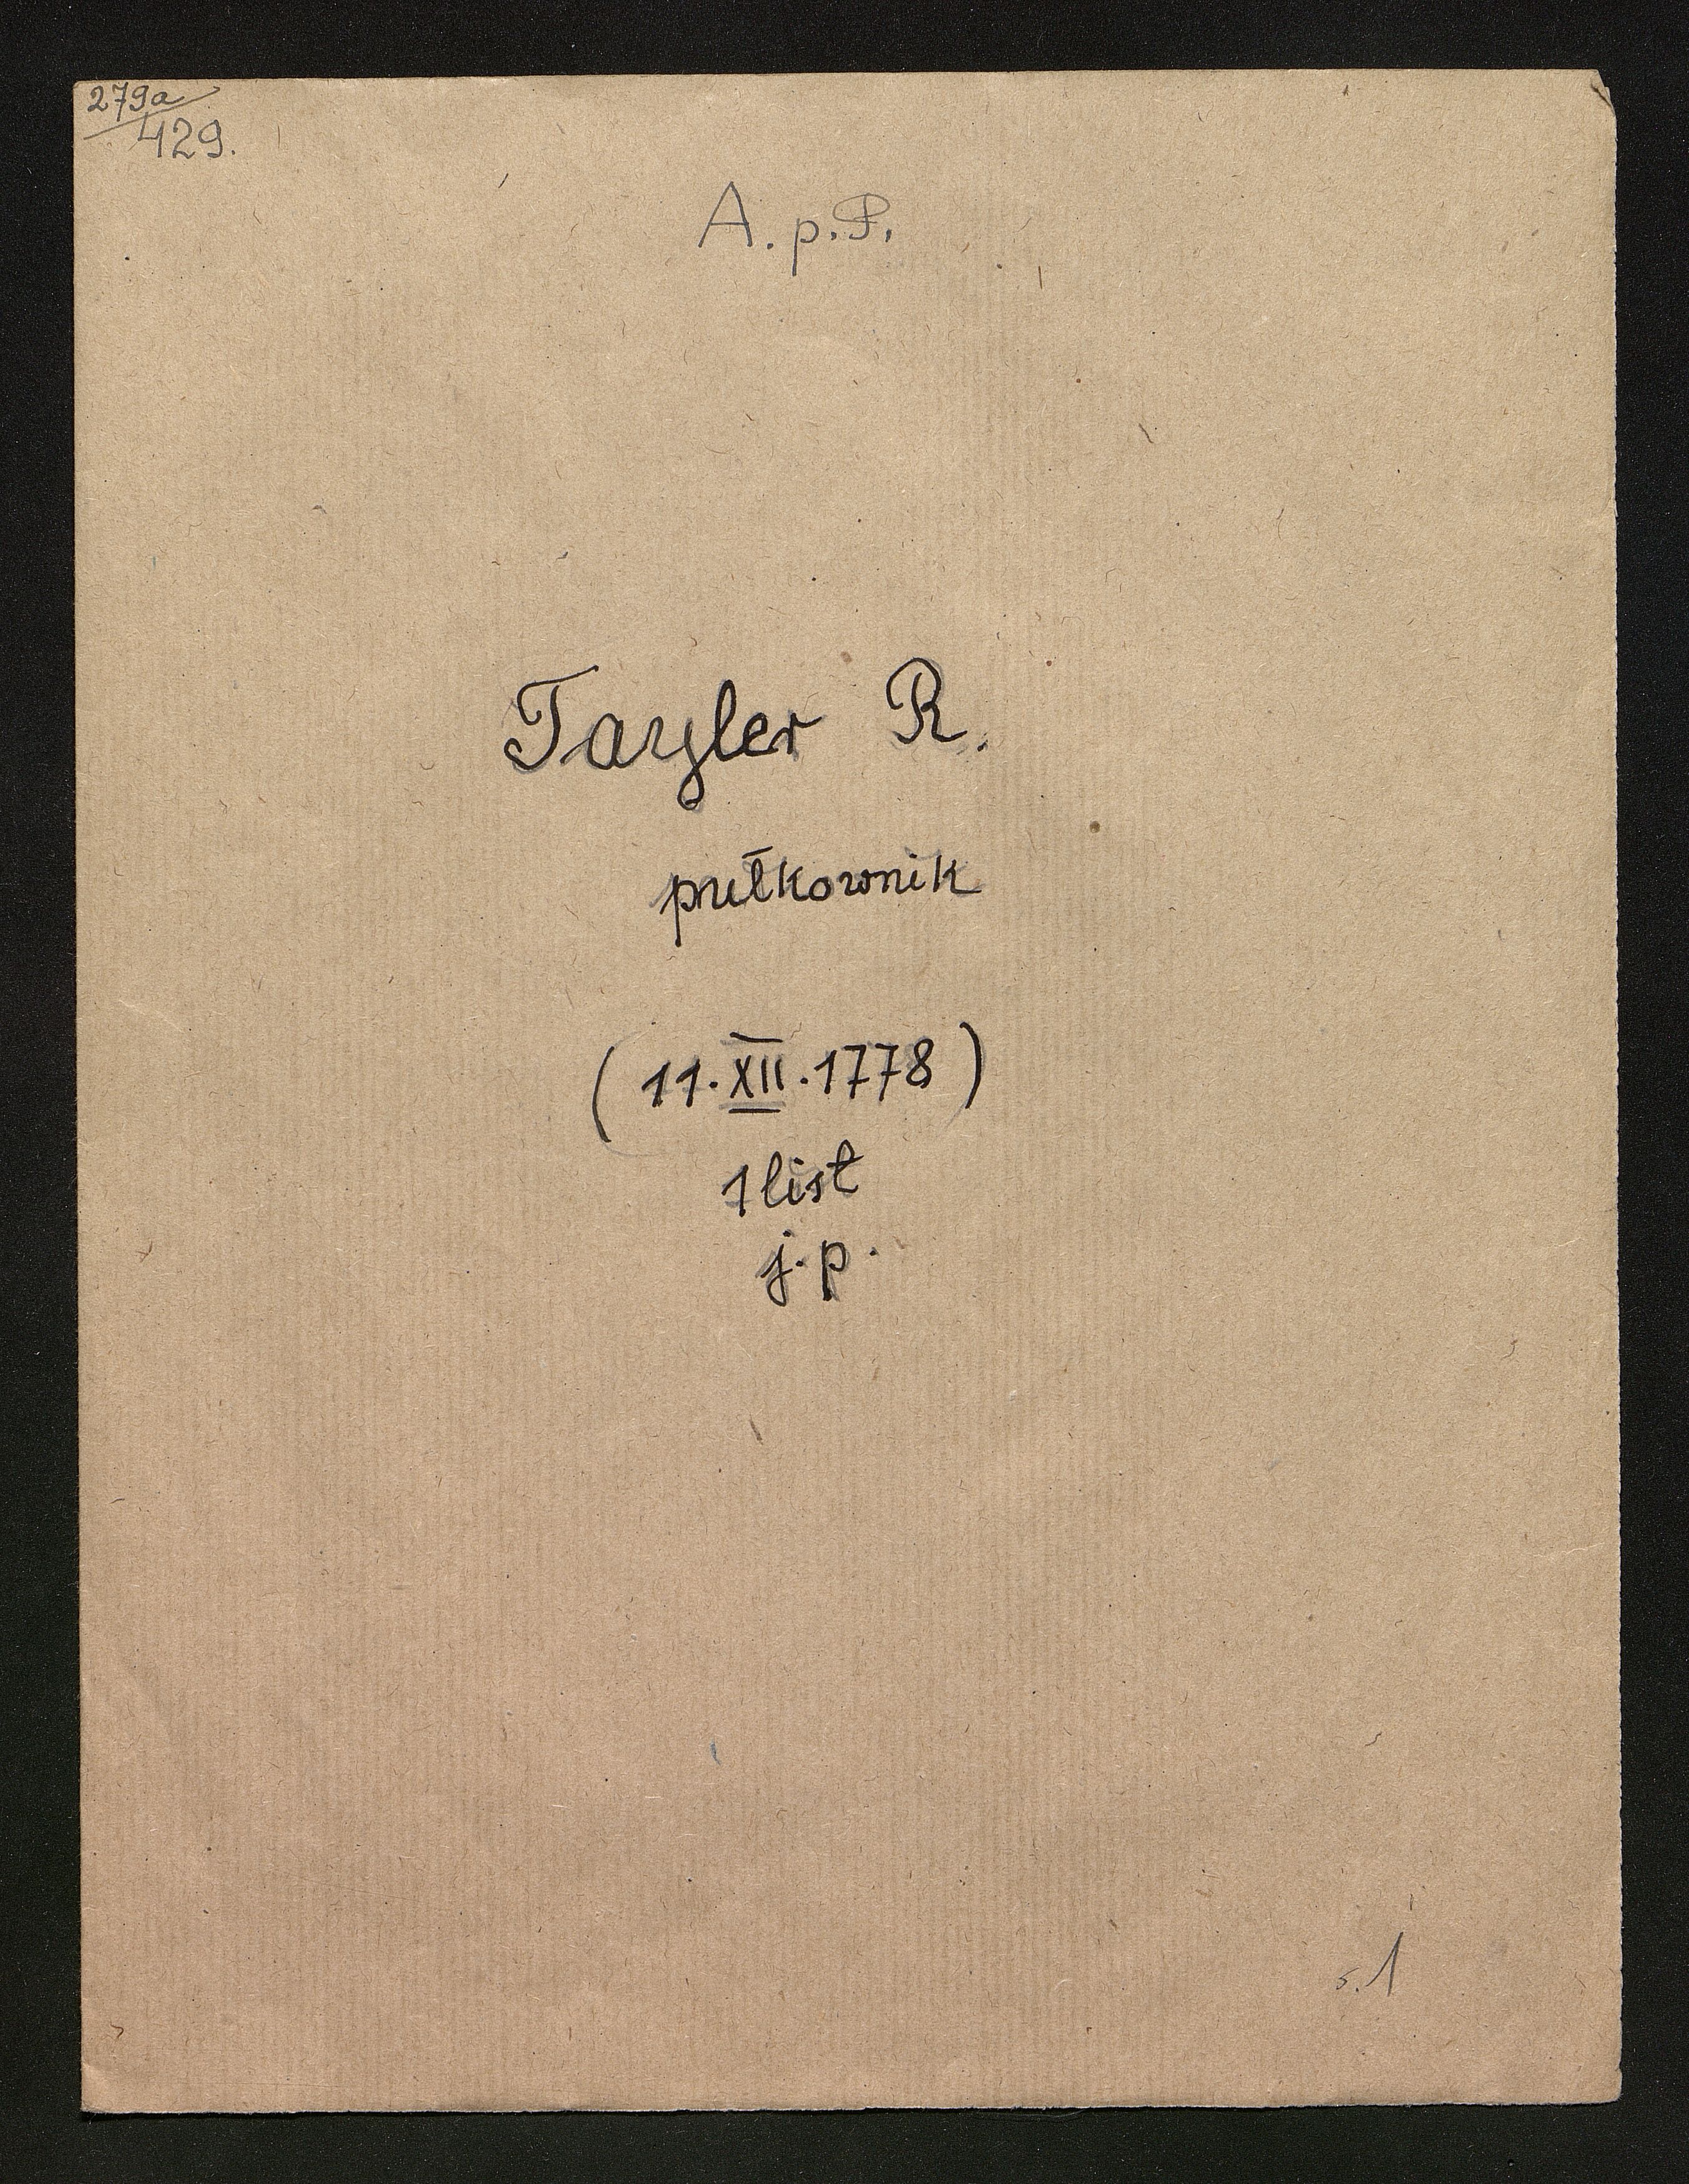 279a
429.
A. p. P.
Tayler R.
pułkownik
(11.XII.1778)
1 list
j. p.
s. 1